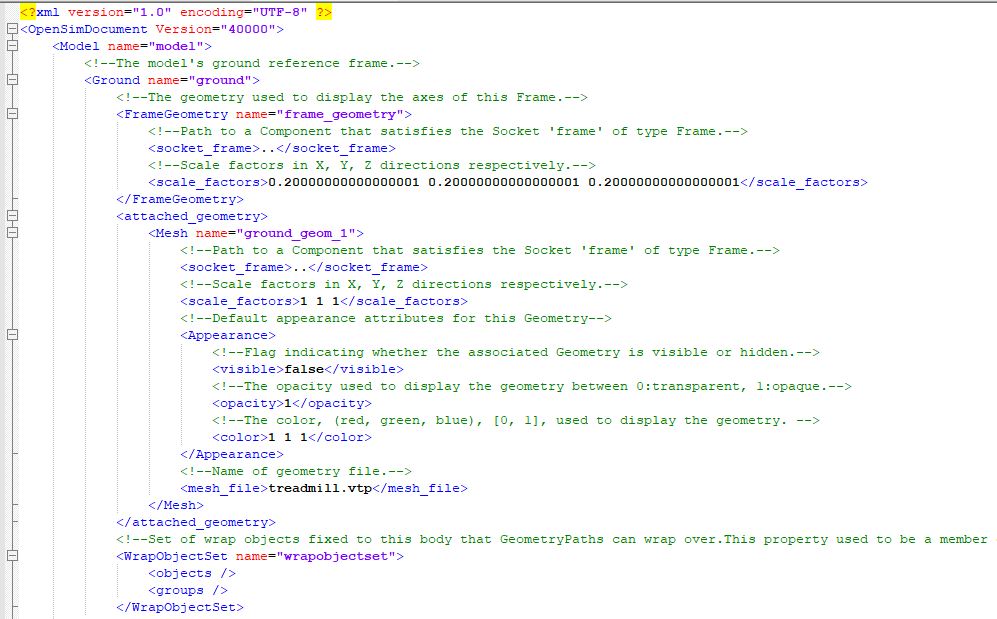 <?xml version="1.0" encoding="UTF-8" ?>
<OpenSimDocument Version="40000">
<Model name="model">
<!--The model's ground reference frame.-->
<Ground name="ground">
<!--The geometry used to display the axes of this Frame.-->
<FrameGeometry name="frame_geometry">
<!--Path to a Component that satisfies the Socket 'frame' of type Frame.-->
<socket_frame>..</socket_frame>
<!--Scale factors in X, Y, Z directions respectively.-->
<scale_factors>0.20000000000000001 0.20000000000000001 0.20000000000000001</scale_factors>
</FrameGeometry>
<attached_geometry>
<Mesh name="ground_geom_1">
<!--Path to a Component that satisfies the Socket 'frame' of type Frame.-->
<socket_frame>..</socket_frame>
<!--Scale factors in X, Y, Z directions respectively.-->
<scale_factors>1 1 1</scale_factors>
<!--Default appearance attributes for this Geometry-->
<Appearance>
<!--Flag indicating whether the associated Geometry is visible or hidden.-->
<visible>false</visible>
<!--The opacity used to display the geometry between 0:transparent, 1:opaque.-->
<opacity>1</opacity>
<!--The color, (red, green, blue), [0, 1], used to display the geometry. -->
<color>1 1 1</color>
</Appearance>
<!--Name of geometry file.-->
<mesh_file>treadmill.vtp</mesh_file>
</Mesh>
</attached_geometry>
<!--Set of wrap objects fixed to this body that GeometryPaths can wrap over.This property used to be a member
<WrapObjectSet name="wrapobjectset">
<objects />
<groups />
</WrapObjectSet>